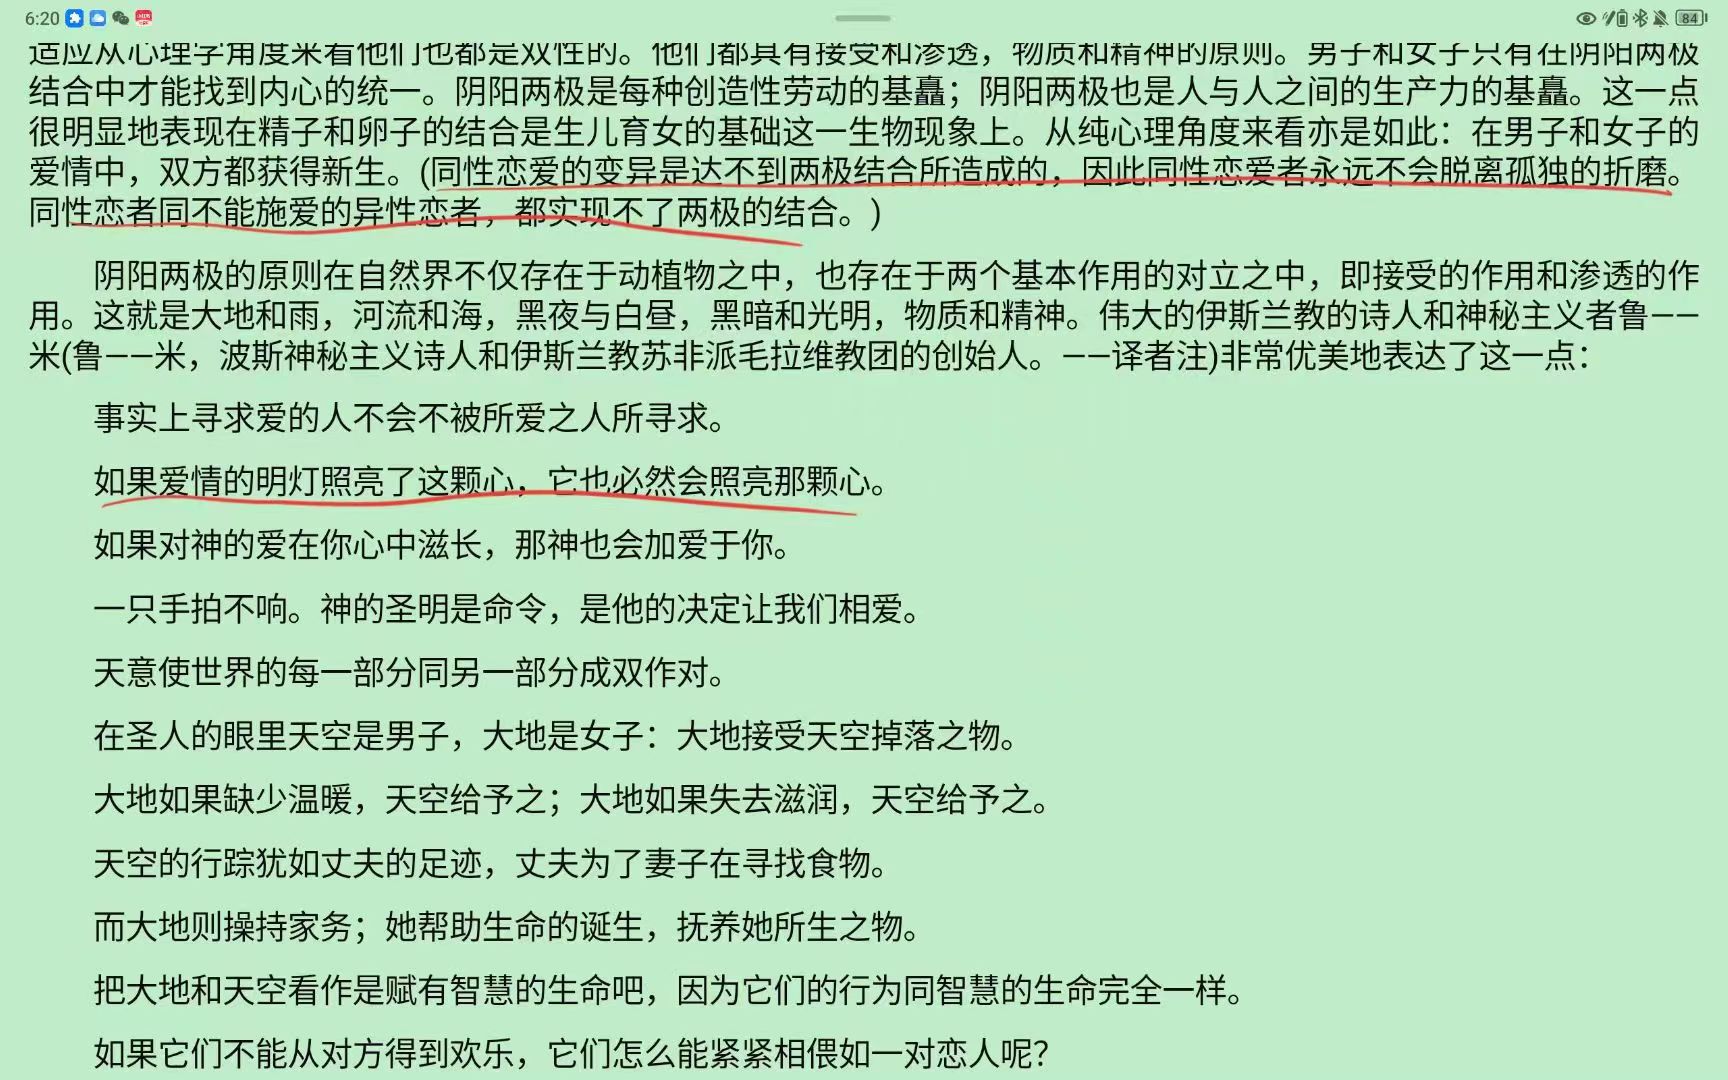 6:20
84
适应从心理学角度来看他们也都是双性的。他们都具有接受和渗透，物质和精神的原则。男子和女子只有在阴阳两极
结合中才能找到内心的统一。阴阳两极是每种创造性劳动的基矗；阴阳两极也是人与人之间的生产力的基矗。这一点
很明显地表现在精子和卵子的结合是生儿育女的基础这一生物现象上。从纯心理角度来看亦是如此：在男子和女子的
爱情中，双方都获得新生。(同性恋爱的变异是达不到两极结合所造成的，因此同性恋爱者永远不会脱离孤独的折磨。
同性恋者同不能施爱的异性恋者，都实现不了两极的结合。)
阴阳两极的原则在自然界不仅存在于动植物之中，也存在于两个基本作用的对立之中，即接受的作用和渗透的作
用。这就是大地和雨，河流和海，黑夜与白昼，黑暗和光明，物质和精神。伟大的伊斯兰教的诗人和神秘主义者鲁——
米(鲁——米，波斯神秘主义诗人和伊斯兰教苏非派毛拉维教团的创始人。——译者注)非常优美地表达了这一点：
事实上寻求爱的人不会不被所爱之人所寻求。
如果爱情的明灯照亮了这颗心，它也必然会照亮那颗心。
如果对神的爱在你心中滋长，那神也会加爱于你。
一只手拍不响。神的圣明是命令，是他的决定让我们相爱。
天意使世界的每一部分同另一部分成双作对。
在圣人的眼里天空是男子，大地是女子：大地接受天空掉落之物。
大地如果缺少温暖，天空给予之；大地如果失去滋润，天空给予之。
天空的行踪犹如丈夫的足迹，丈夫为了妻子在寻找食物。
而大地则操持家务；她帮助生命的诞生，抚养她所生之物。
把大地和天空看作是赋有智慧的生命吧，因为它们的行为同智慧的生命完全一样。
如果它们不能从对方得到欢乐，它们怎么能紧紧相偎如一对恋人呢？